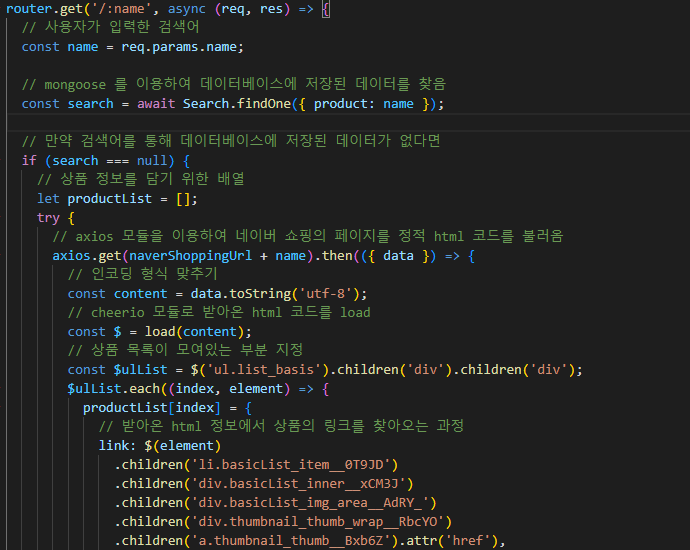 router.get('/:name', async (req, res) => {
// 사용자가 입력한 검색어
const name = req.params.name;
// mongoose 를 이용하여 데이터베이스에 저장된 데이터를 찾음
const search = await Search.findOne({ product: name });
// 만약 검색어를 통해 데이터베이스에 저장된 데이터가 없다면
if (search === null) {
// 상품 정보를 담기 위한 배열
let productList = [];
try {
// axios 모듈을 이용하여 네이버 쇼핑의 페이지를 정적 html 코드를 불러옴
axios.get(naverShoppingUrl + name).then(({ data }) => {
// 인코딩 형식 맞추기
const content = data.toString('utf-8');
// cheerio 모듈로 받아온 html 코드를 load
const $ = load(content);
// 상품 목록이 모여있는 부분 지정
const $ulList = $('ul.list_basis').children('div').children('div');
$ulList.each((index, element) => {
productList[index] = {
// 받아온 html 정보에서 상품의 링크를 찾아오는 과정
link: $(element)
.children('li.basicList_item__0T9JD')
.children('div.basicList_inner__xCM3J')
.children('div.basicList_img_area__AdRY_')
.children('div.thumbnail_thumb_wrap__RbcYO')
.children('a.thumbnail_thumb__Bxb6Z').attr('href'),